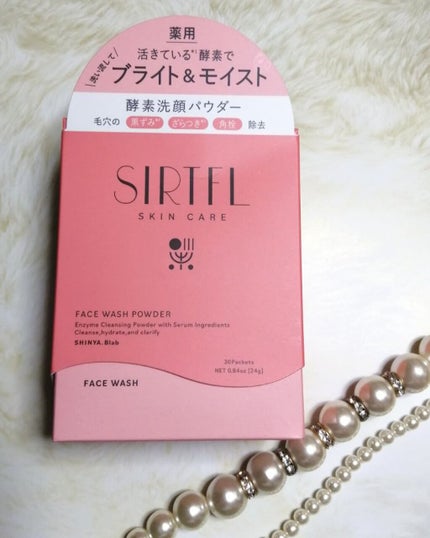 薬用
洗い流して
活きている*¹酵素で
ブライト&モイスト
酵素洗顔パウダー
毛穴の 黒ずみ*² ざらつき*² 角栓 除去
SIRTFL
SKIN CARE
FACE WASH POWDER
Enzyme Cleansing Powder with Serum Ingredients
Cleanse,hydrate,and clarify
SHINYA.Blab
30Packets
NET 0.84oz [24g]
FACE WASH